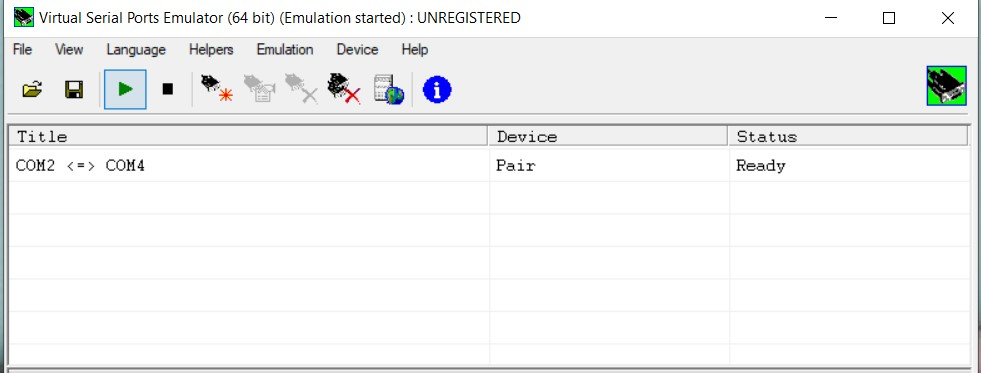 Virtual Serial Ports Emulator (64 bit) (Emulation started) : UNREGISTERED
File View Language Helpers Emulation Device Help
Title Device Status
COM2 <=> COM4 Pair Ready